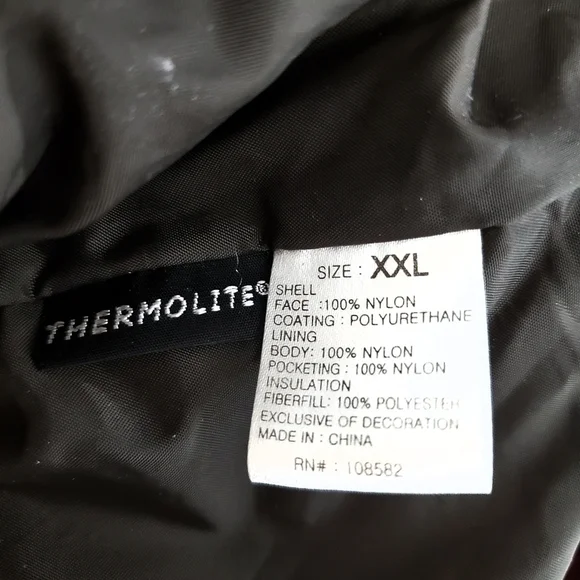 THERMOLITE®
SIZE : XXL
SHELL
FACE :100% NYLON
COATING : POLYURETHANE
LINING
BODY: 100% NYLON
POCKETING : 100% NYLON
INSULATION
FIBERFILL: 100% POLYESTER
EXCLUSIVE OF DECORATION
MADE IN : CHINA
RN# : 108582